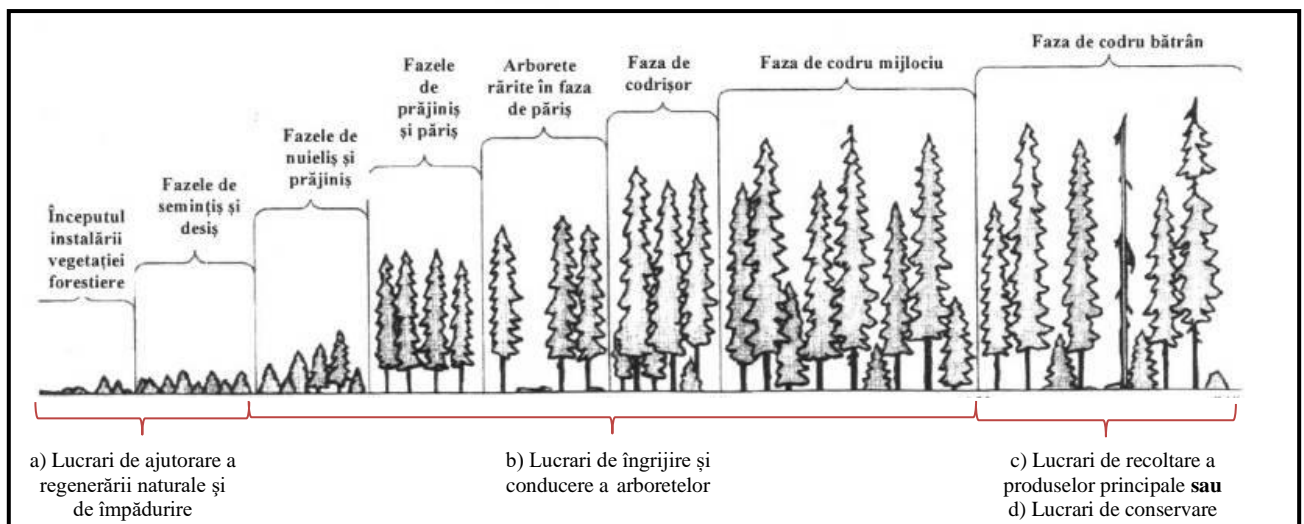 Începutul
instalării
vegetației
forestiere
Fazele de
semințiș și
desiș
Fazele de
nuieliș și
prăjiniș
Fazele
de
prăjiniș
și păriș
Arborete
rărite în faza
de păriș
Faza de
codrișor
Faza de codru mijlociu
Faza de codru bătrân
a) Lucrari de ajutorare a
regenerării naturale şi
de împădurire
b) Lucrari de îngrijire și
conducere a arboretelor
c) Lucrari de recoltare a
produselor principale sau
d) Lucrari de conservare